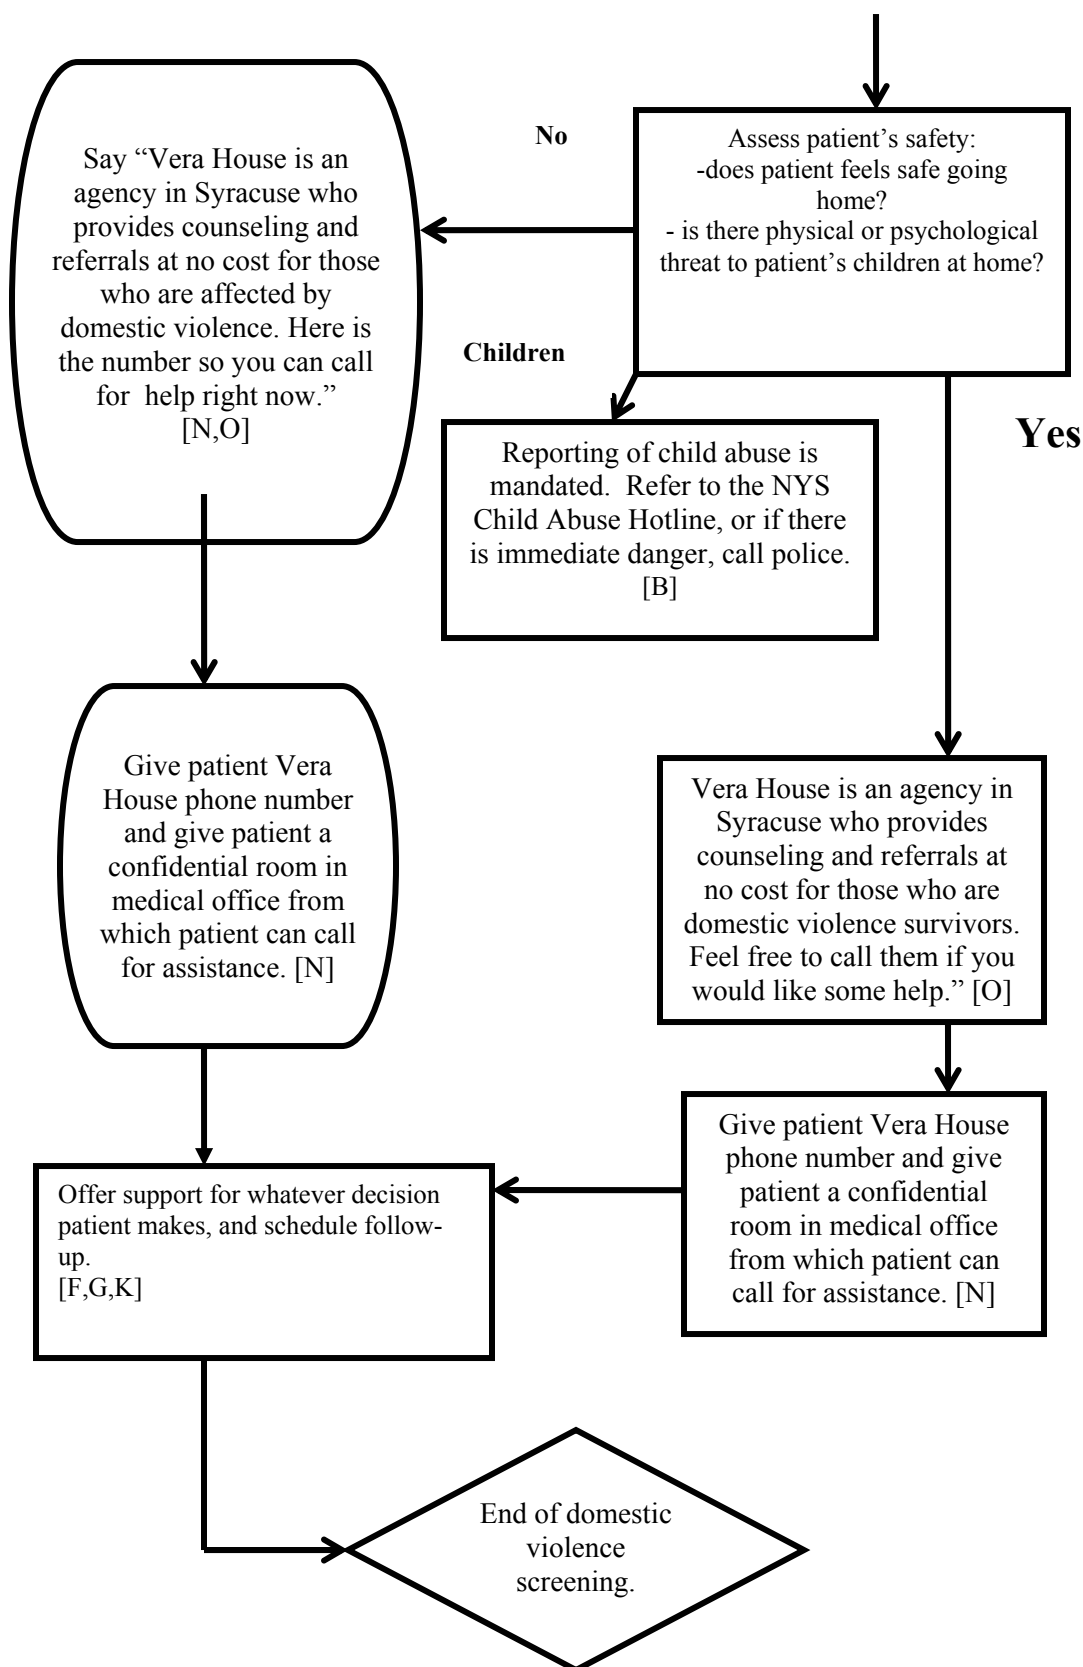 No
Assess patient’s safety:
-does patient feels safe going
home?
- is there physical or psychological
threat to patient’s children at home?
Say “Vera House is an
agency in Syracuse who
provides counseling and
referrals at no cost for those
who are affected by
domestic violence. Here is
the number so you can call
for  help right now.”
[N,O]
Children
Yes
Reporting of child abuse is
mandated.  Refer to the NYS
Child Abuse Hotline, or if there
is immediate danger, call police.
[B]
Give patient Vera
House phone number
and give patient a
confidential room in
medical office from
which patient can call
for assistance. [N]
Vera House is an agency in
Syracuse who provides
counseling and referrals at
no cost for those who are
domestic violence survivors.
Feel free to call them if you
would like some help.” [O]
Give patient Vera House
phone number and give
patient a confidential
room in medical office
from which patient can
call for assistance. [N]
Offer support for whatever decision
patient makes, and schedule follow-
up.
[F,G,K]
End of domestic
violence
screening.